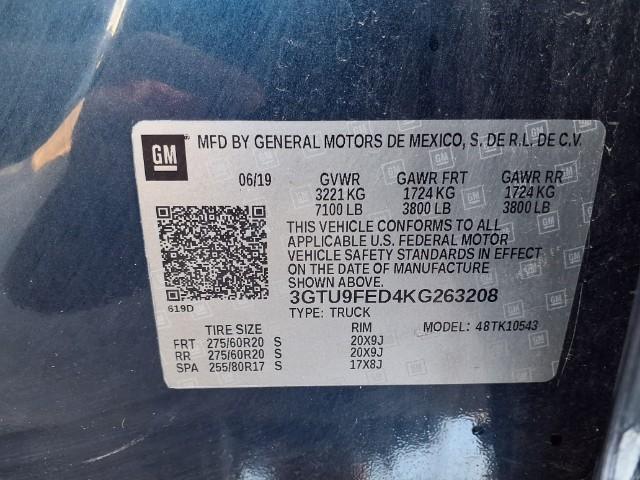 GM MFD BY GENERAL MOTORS DE MEXICO, S. DE R.L. DE C.V.
06/19 GVWR GAWR FRT GAWR RR
3221 KG 1724 KG 1724 KG
7100 LB 3800 LB 3800 LB
THIS VEHICLE CONFORMS TO ALL
APPLICABLE U.S. FEDERAL MOTOR
VEHICLE SAFETY STANDARDS IN EFFECT
ON THE DATE OF MANUFACTURE
SHOWN ABOVE.
3GTU9FED4KG263208
619D
TYPE: TRUCK
TIRE SIZE RIM MODEL: 48TK10543
FRT 275/60R20 S 20X9J
RR 275/60R20 S 20X9J
SPA 255/80R17 S 17X8J